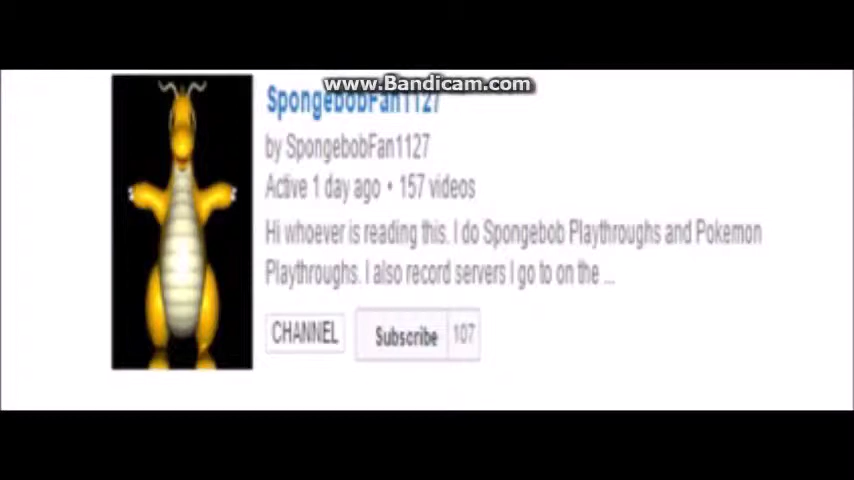 www.Bandicam.com
SpongebobFan1127
by SpongebobFan1127
Active 1 day ago • 157 videos
Hi whoever is reading this. I do Spongebob Playthroughs and Pokemon
Playthroughs. I also record servers I go to on the ...
CHANNEL Subscribe 107